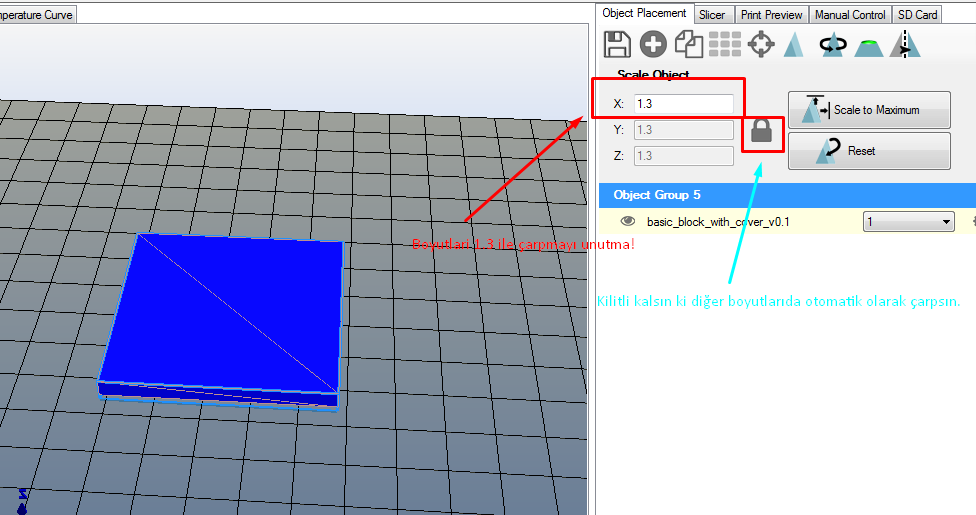 mperature Curve
Object Placement
Slicer
Print Preview
Manual Control
SD Card
Scale Object
X: 1.3
Y: 1.3
Z: 1.3
Scale to Maximum
Reset
Object Group 5
basic_block_with_cover_v0.1
1
Boyutlari 1.3 ile çarpmayı unutma!
Kilitli kalsın ki diğer boyutlarıda otomatik olarak çarpsın.